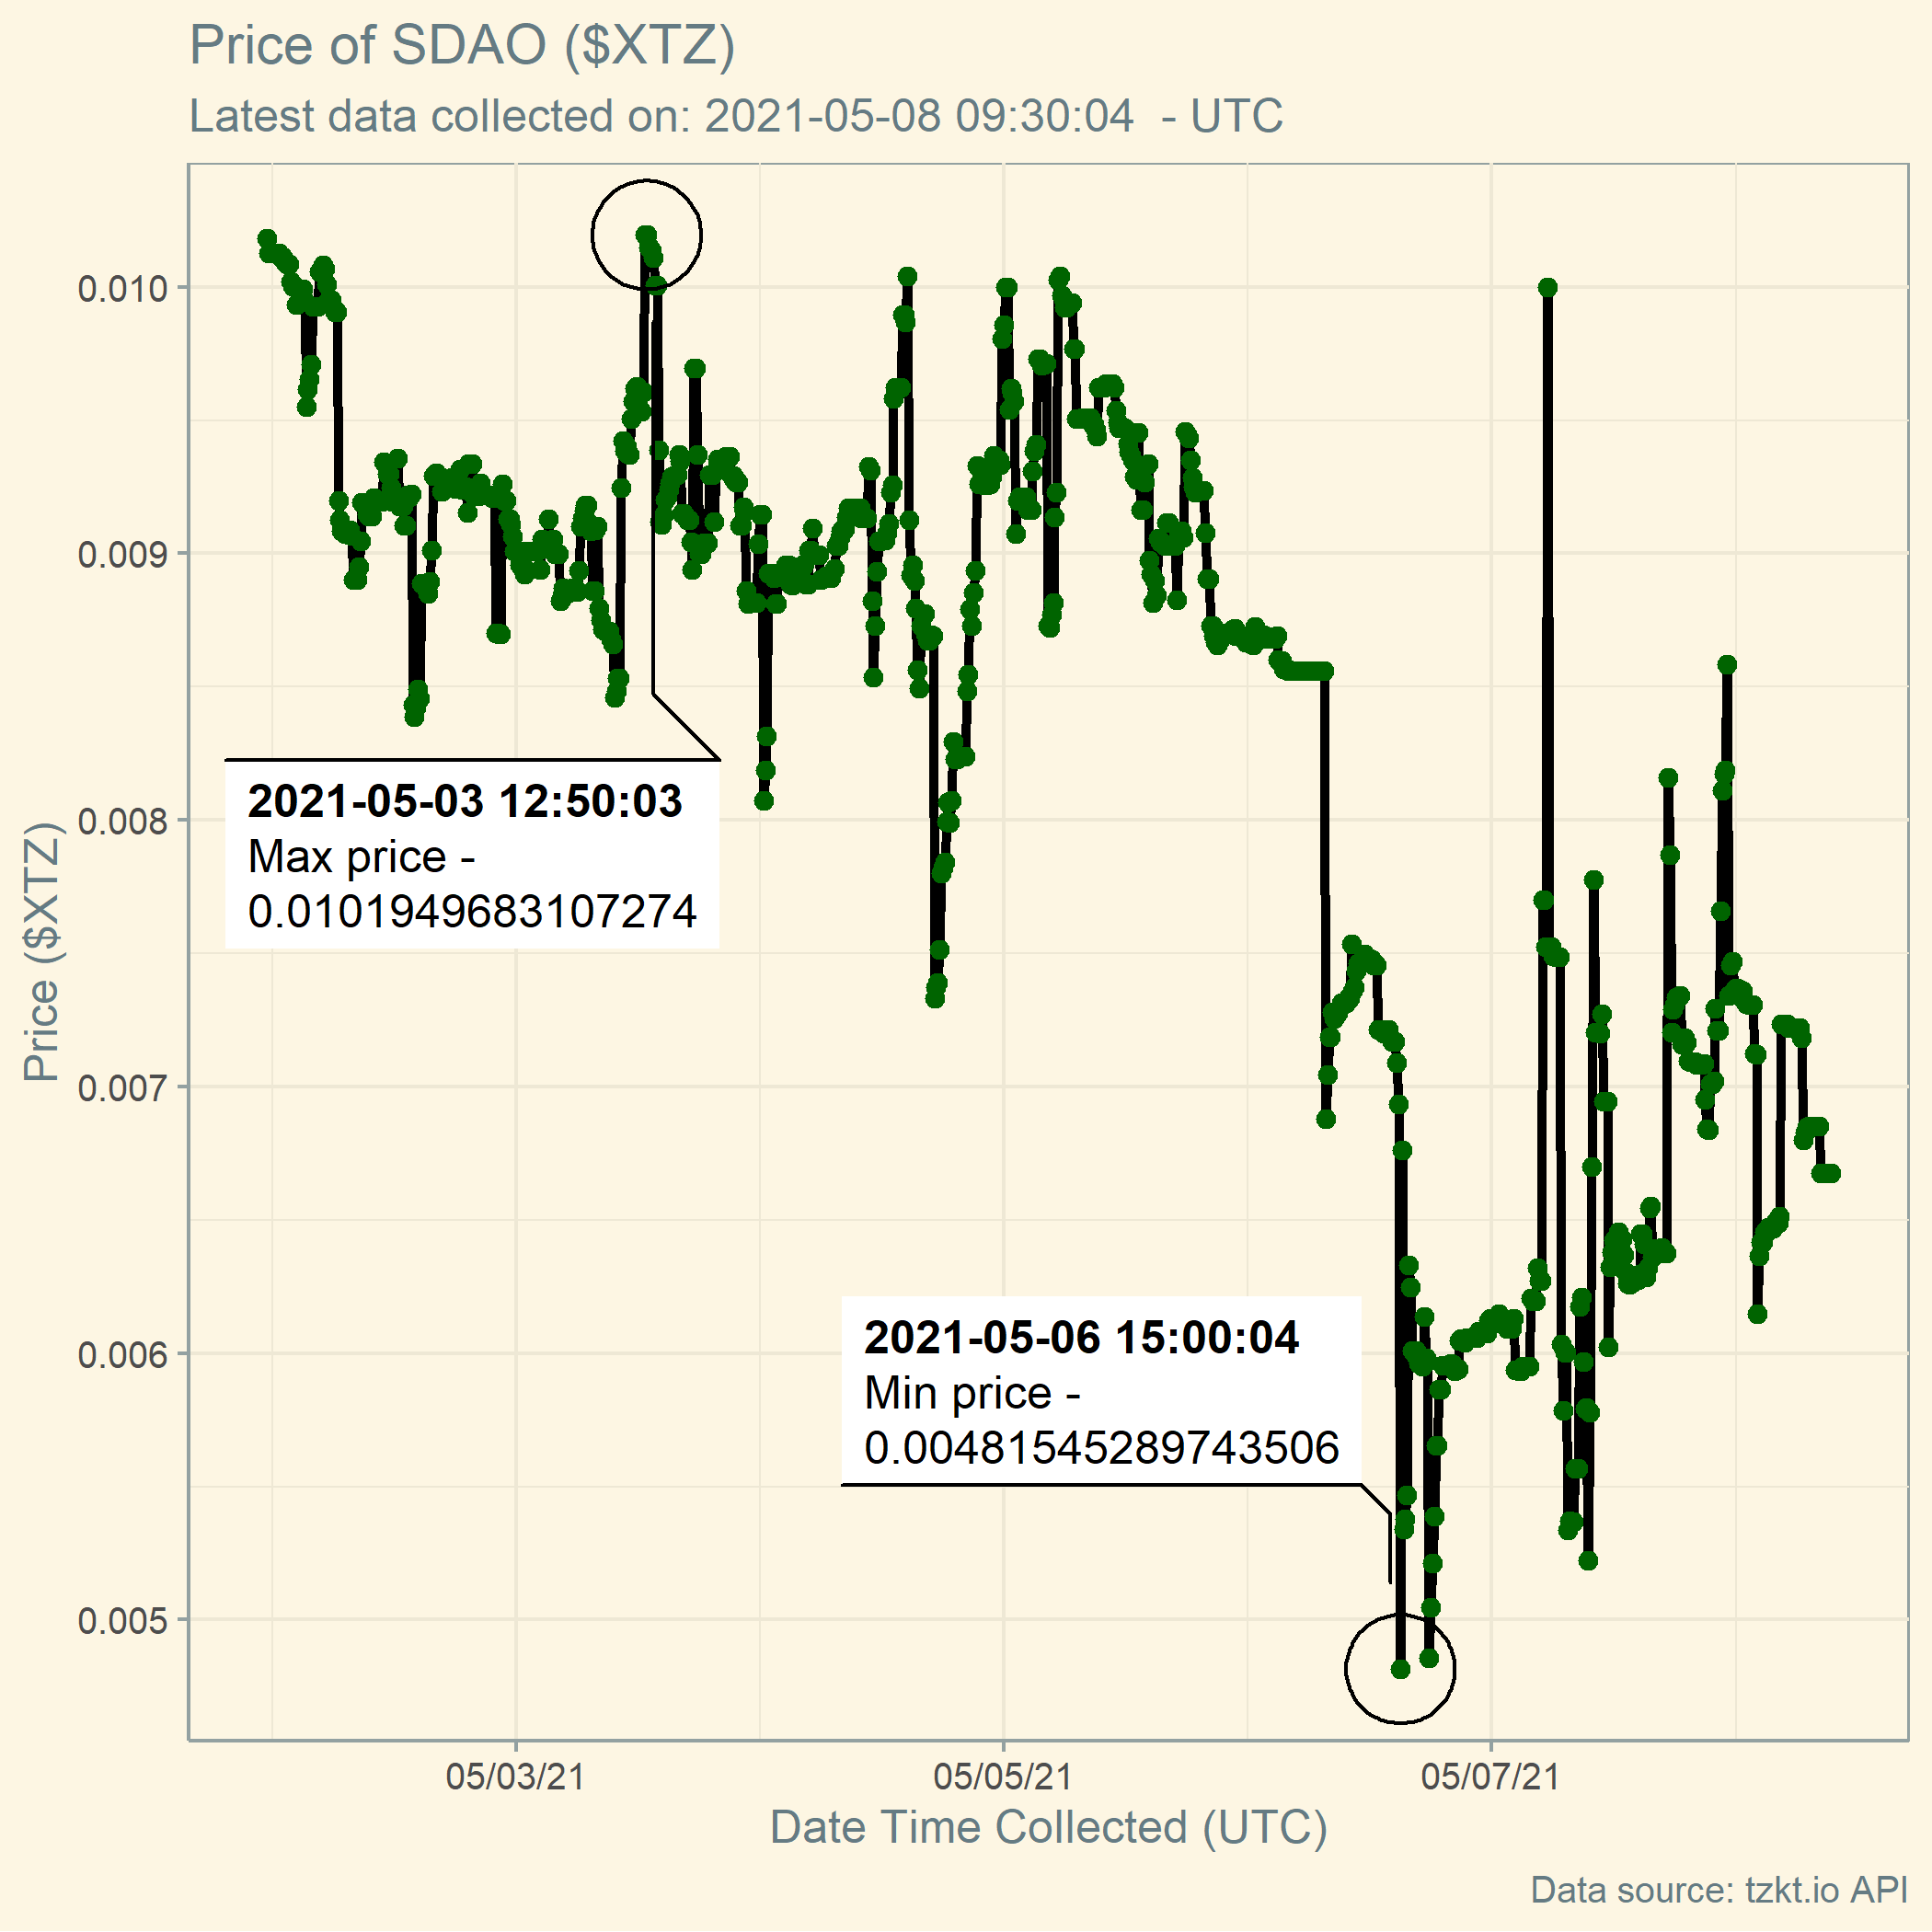 Price of SDAO ($XTZ)
Latest data collected on: 2021-05-08 09:30:04  - UTC
0.010
0.009
0.008
0.007
0.006
0.005
Price ($XTZ)
2021-05-03 12:50:03
Max price -
0.0101949683107274
2021-05-06 15:00:04
Min price -
0.00481545289743506
05/03/21
05/05/21
05/07/21
Date Time Collected (UTC)
Data source: tzkt.io API